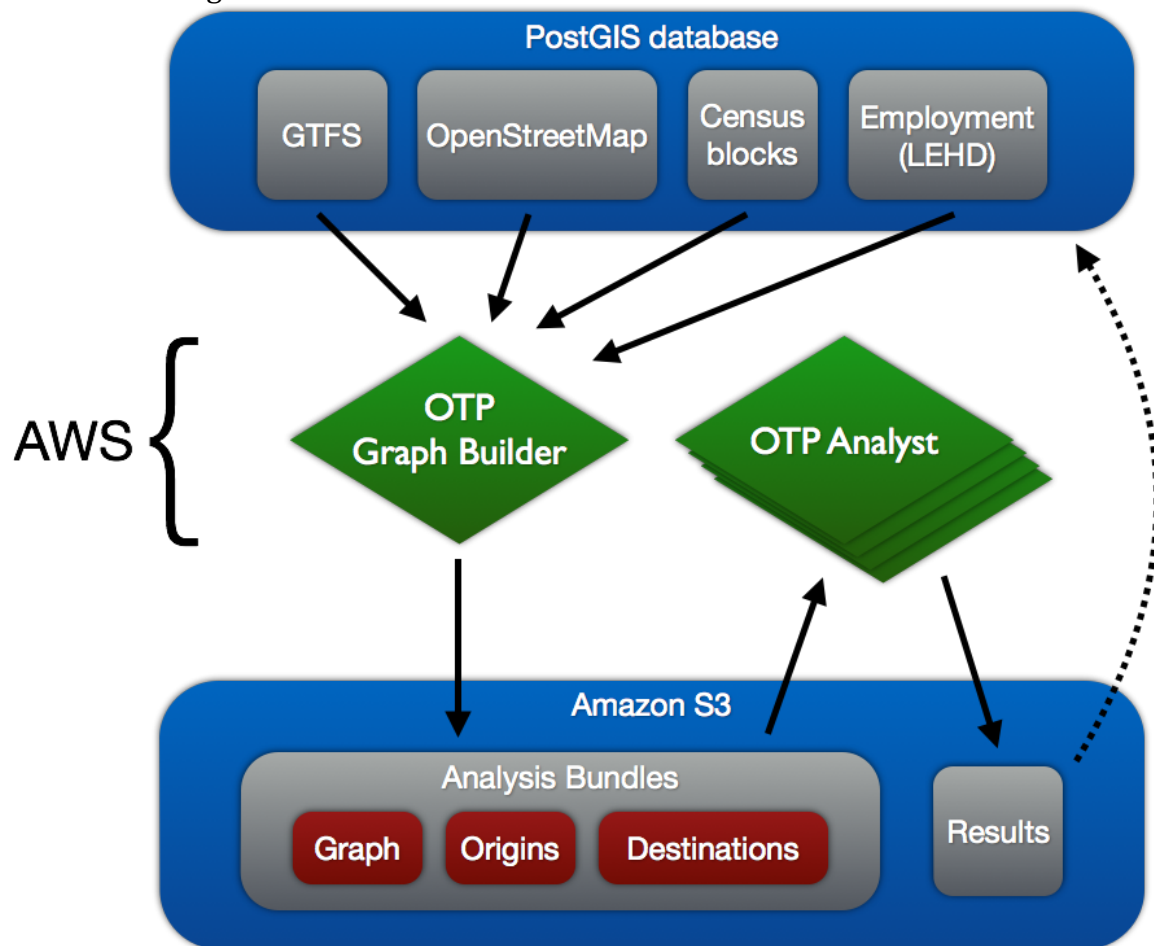 PostGIS database
GTFS
OpenStreetMap
Census
blocks
Employment
(LEHD)
AWS
OTP
Graph Builder
OTP Analyst
Amazon S3
Analysis Bundles
Graph
Origins
Destinations
Results